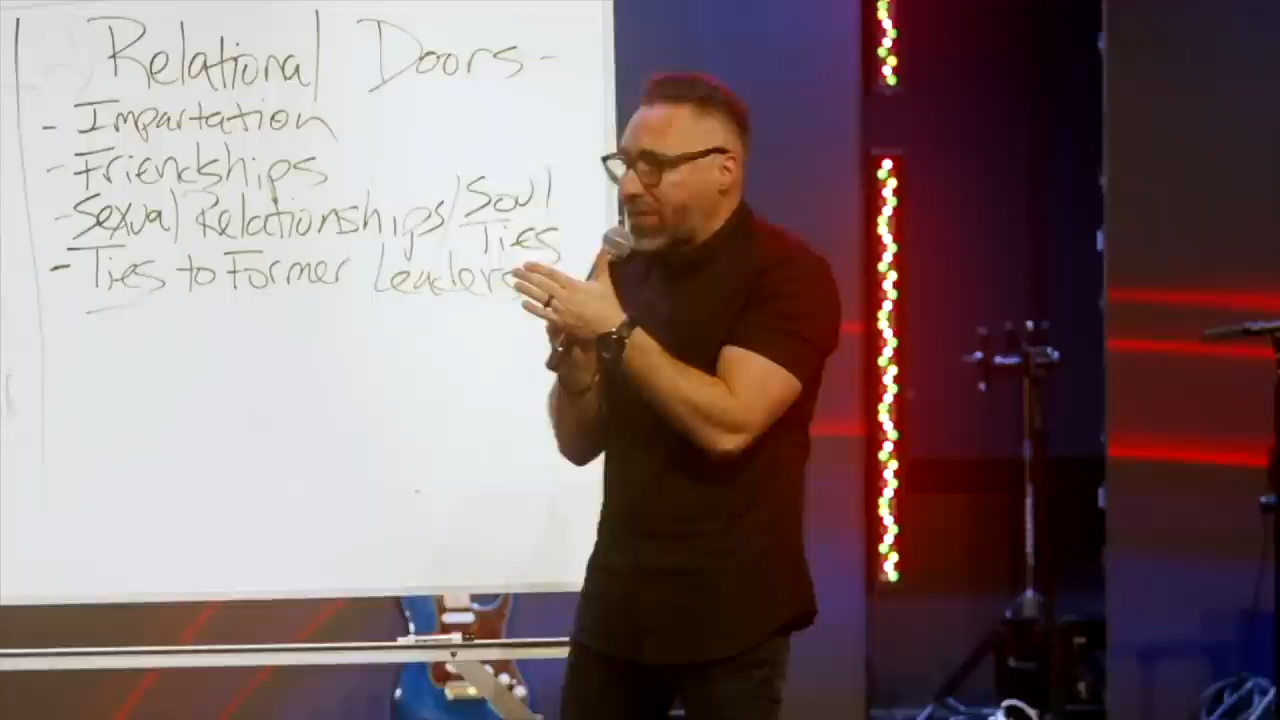 Relational Doors-
- Impartation
- Friendships
- Sexual Relationships/Soul
Ties
- Ties to Former Leaders